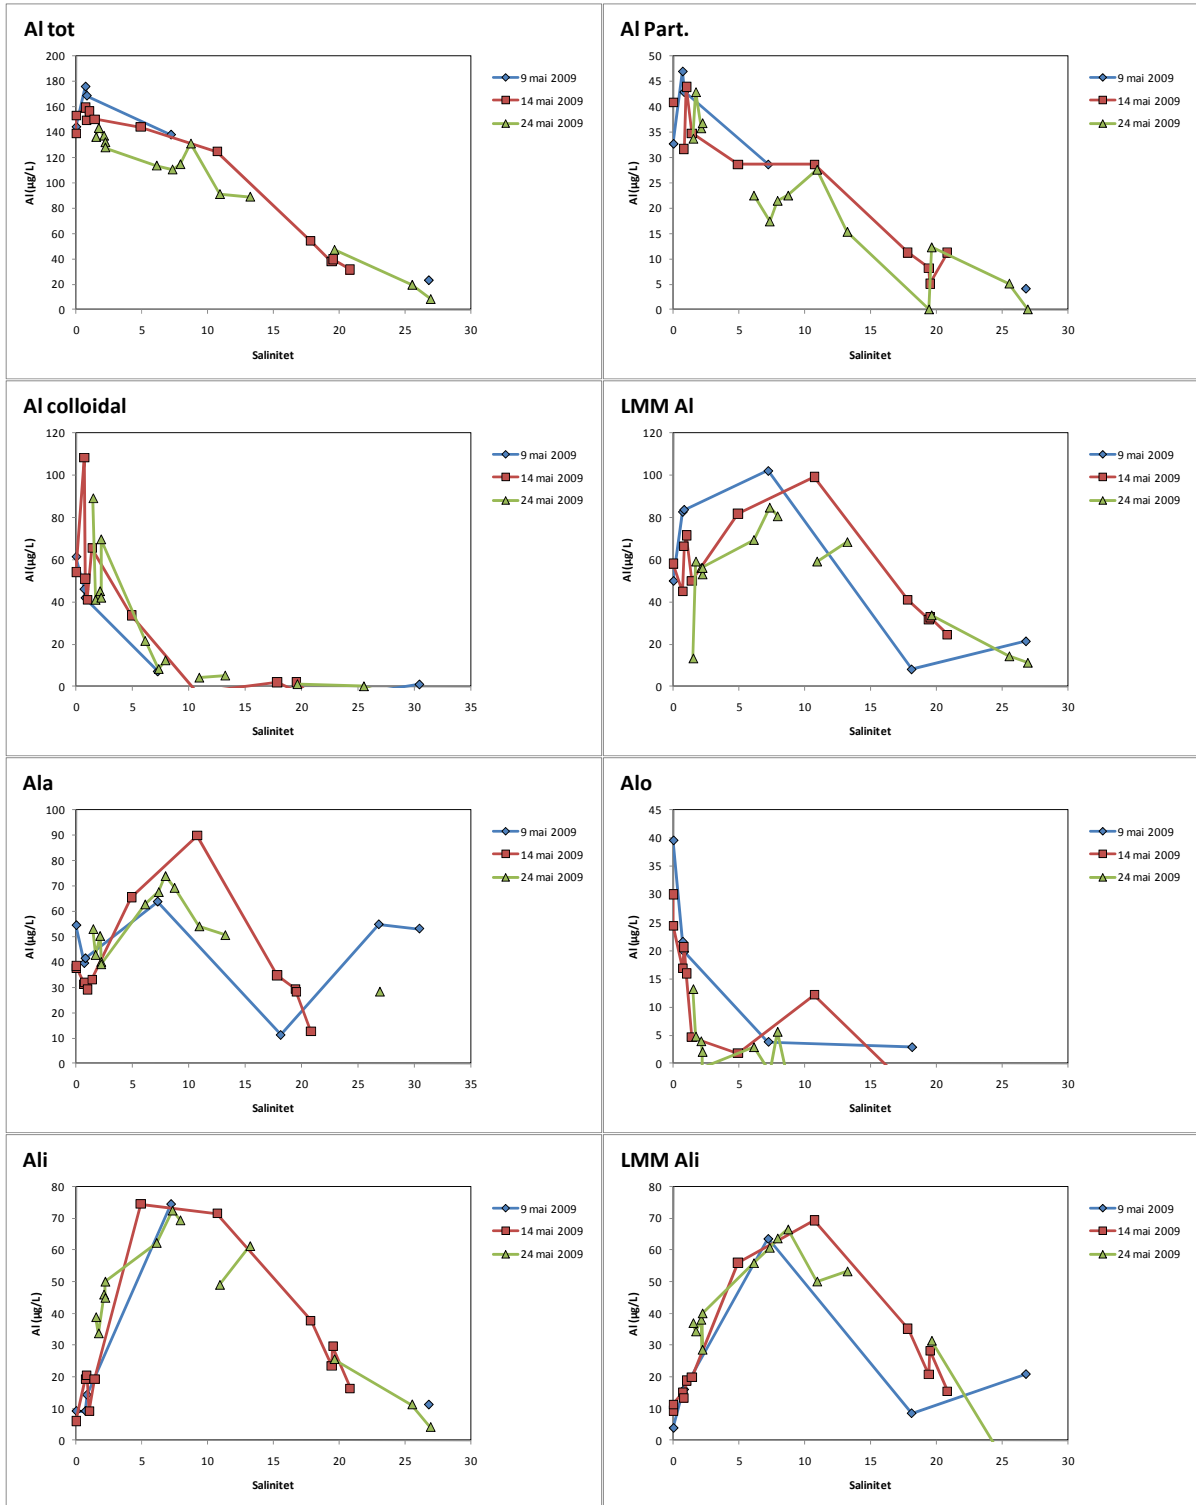 Al tot
200
180
160
140
120
100
80
60
40
20
0
Al (µg/L)
0 5 10 15 20 25 30
Salinitet
9 mai 2009
14 mai 2009
24 mai 2009
Al Part.
50
45
40
35
30
25
20
15
10
5
0
Al (µg/L)
0 5 10 15 20 25 30
Salinitet
9 mai 2009
14 mai 2009
24 mai 2009
Al colloidal
120
100
80
60
40
20
0
Al (µg/L)
0 5 10 15 20 25 30 35
Salinitet
9 mai 2009
14 mai 2009
24 mai 2009
LMM Al
120
100
80
60
40
20
0
Al (µg/L)
0 5 10 15 20 25 30
Salinitet
9 mai 2009
14 mai 2009
24 mai 2009
Ala
100
90
80
70
60
50
40
30
20
10
0
Al (µg/L)
0 5 10 15 20 25 30 35
Salinitet
9 mai 2009
14 mai 2009
24 mai 2009
Alo
45
40
35
30
25
20
15
10
5
0
Al (µg/L)
0 5 10 15 20 25 30
Salinitet
9 mai 2009
14 mai 2009
24 mai 2009
Ali
80
70
60
50
40
30
20
10
0
Al (µg/L)
0 5 10 15 20 25 30
Salinitet
9 mai 2009
14 mai 2009
24 mai 2009
LMM Ali
80
70
60
50
40
30
20
10
0
Al (µg/L)
0 5 10 15 20 25 30
Salinitet
9 mai 2009
14 mai 2009
24 mai 2009